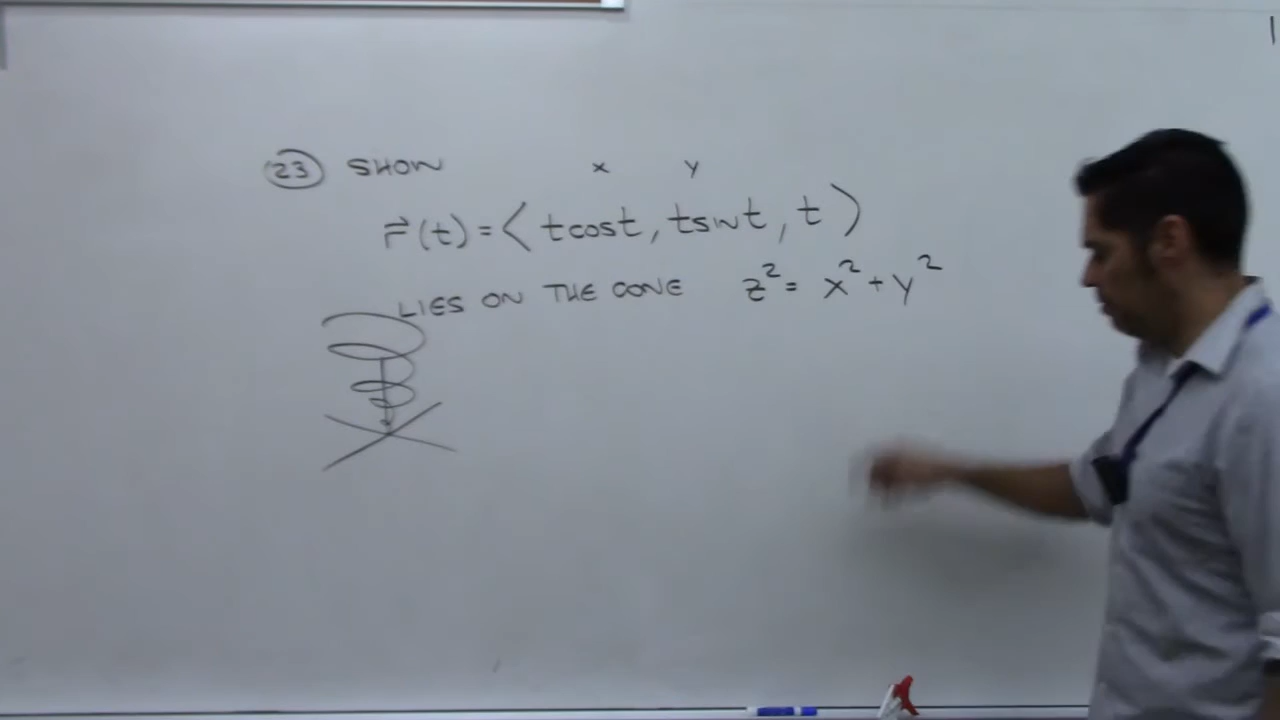 23 SHOW
x y
r⃗(t) = ⟨ t cos t, t sin t, t ⟩
LIES ON THE CONE z² = x² + y²